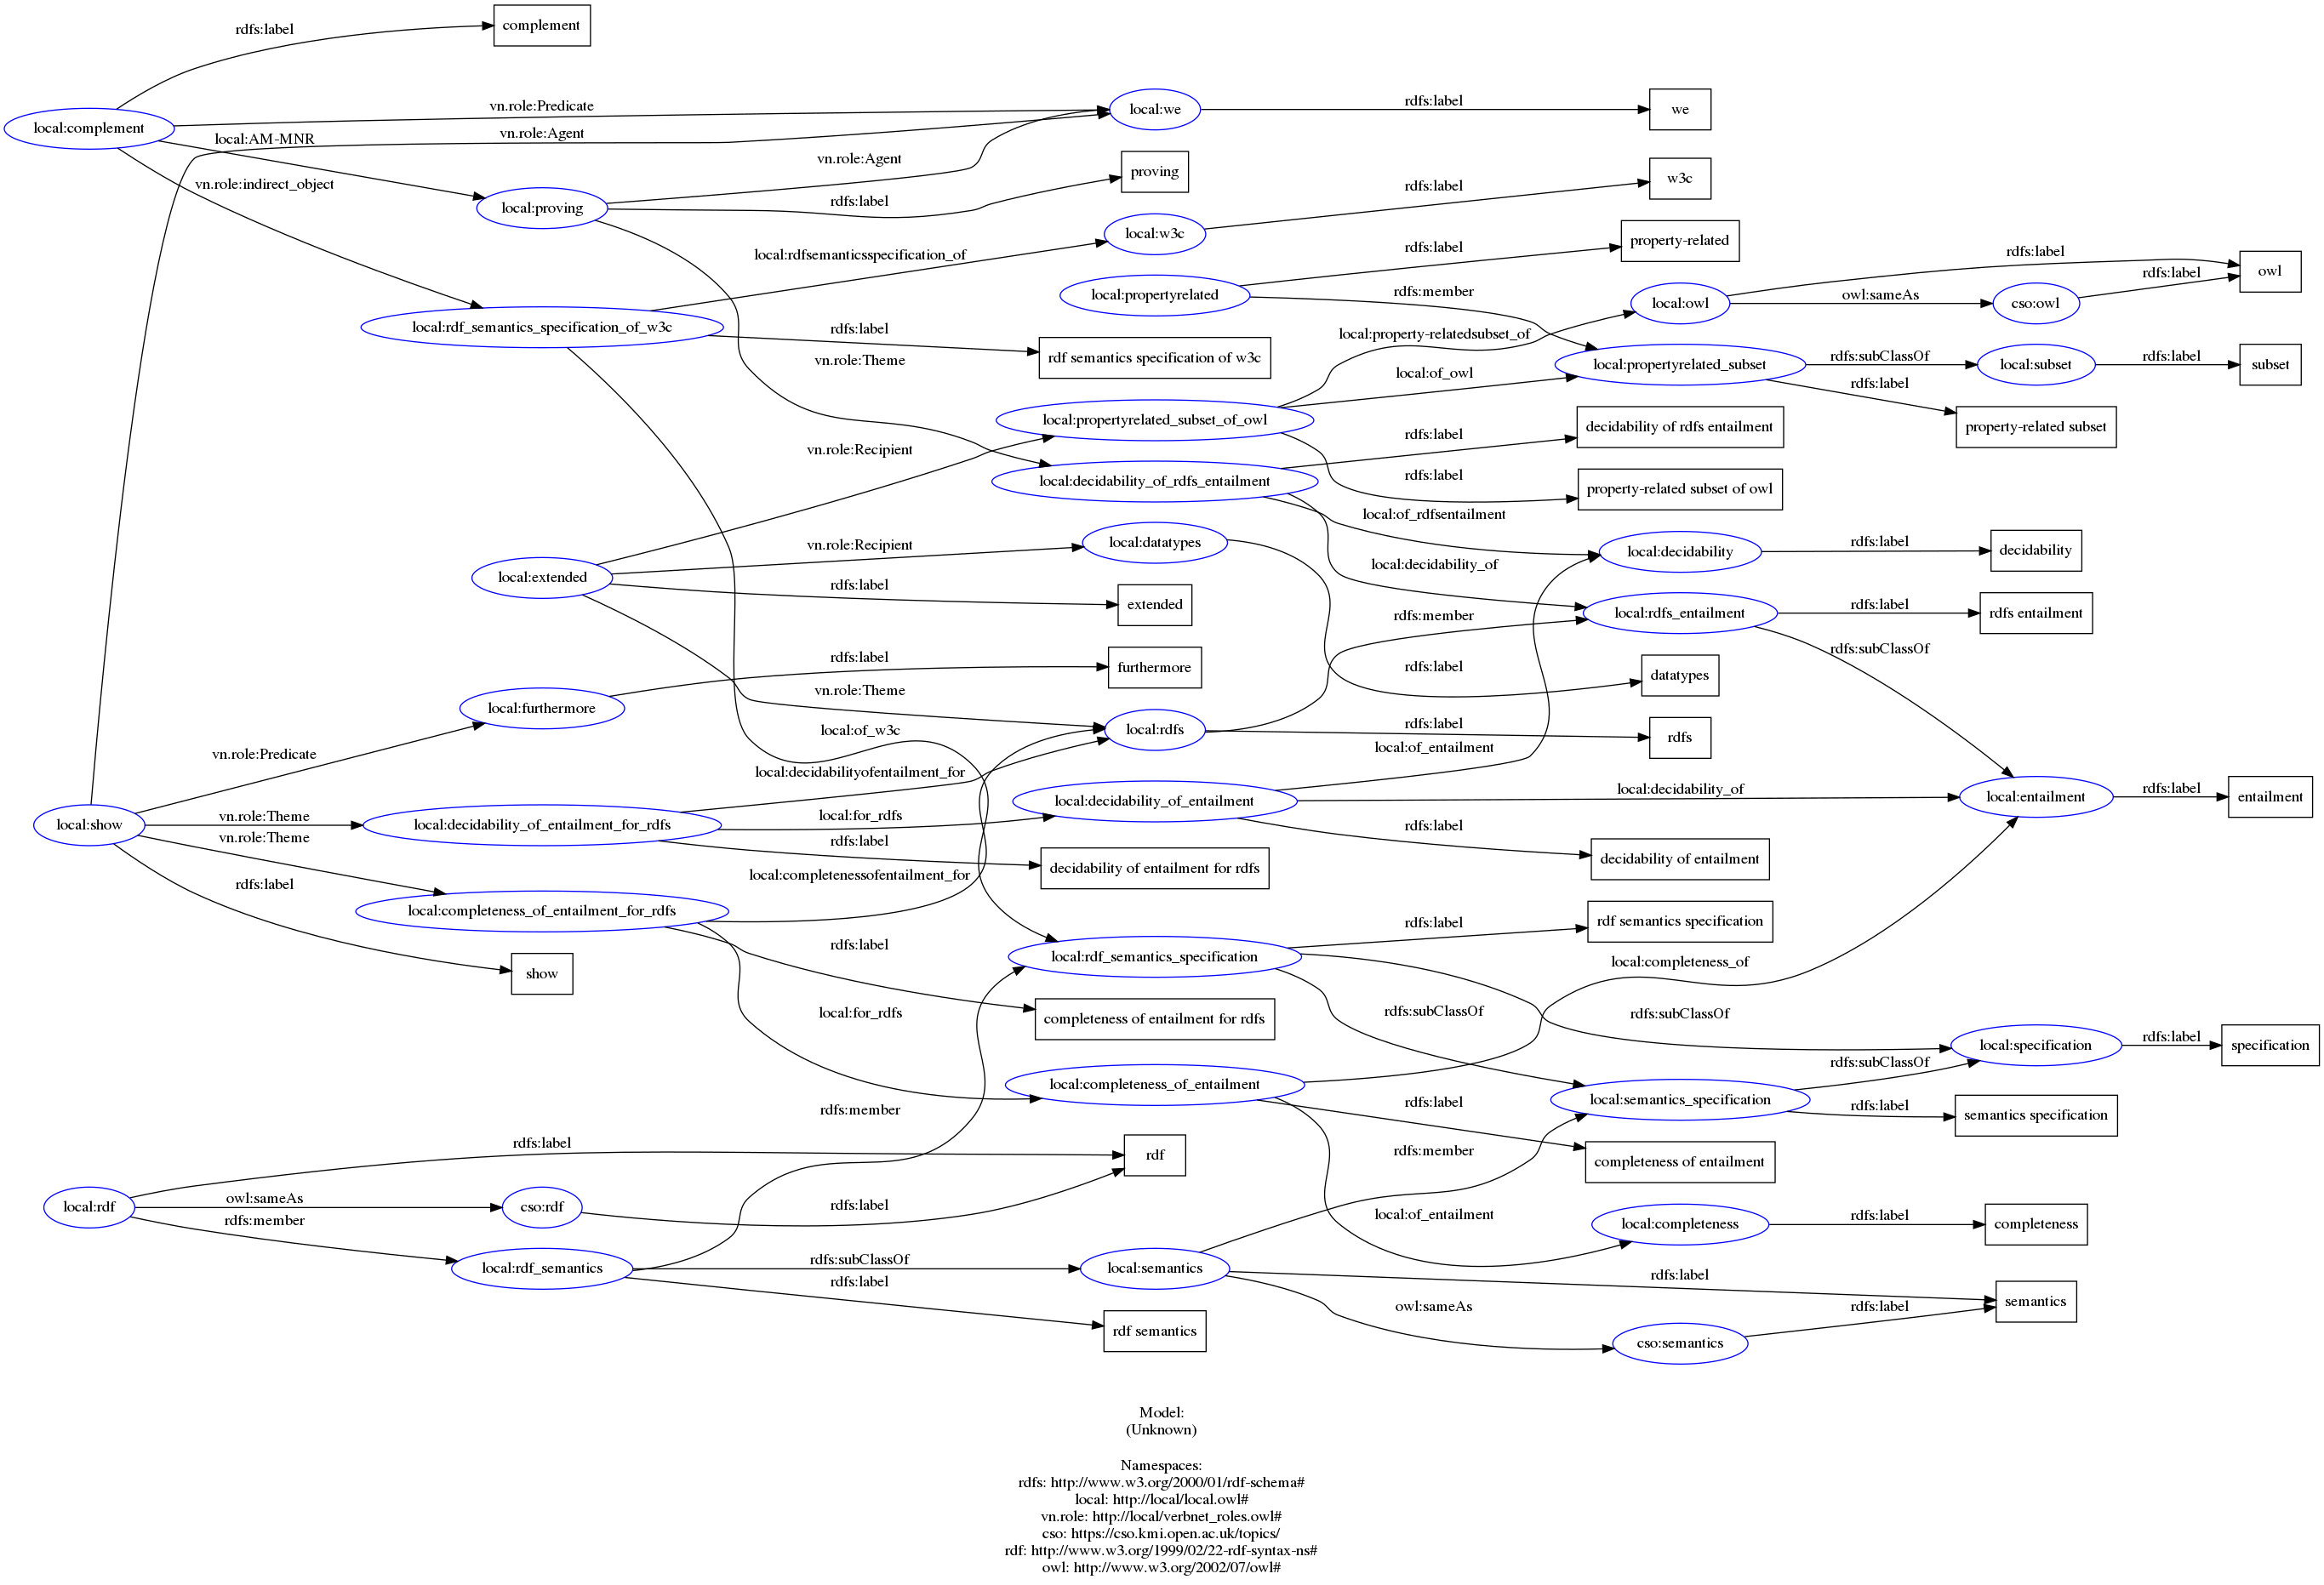 rdfs:label
complement
local:complement
vn.role:Predicate
local:we
rdfs:label
we
local:AM-MNR
vn.role:Agent
vn.role:indirect_object
vn.role:Agent
proving
rdfs:label
w3c
local:proving
rdfs:label
local:w3c
local:rdfsemanticsspecification_of
rdfs:label
property-related
local:propertyrelated
rdfs:member
rdfs:label
owl
local:owl
owl:sameAs
cso:owl
rdfs:label
local:rdf_semantics_specification_of_w3c
rdfs:label
rdf semantics specification of w3c
vn.role:Theme
local:property-relatedsubset_of
local:of_owl
local:propertyrelated_subset
rdfs:subClassOf
local:subset
rdfs:label
subset
rdfs:label
property-related subset
local:propertyrelated_subset_of_owl
rdfs:label
decidability of rdfs entailment
vn.role:Recipient
local:decidability_of_rdfs_entailment
rdfs:label
property-related subset of owl
local:of_rdfsentailment
local:datatypes
vn.role:Recipient
local:decidability
rdfs:label
decidability
local:extended
rdfs:label
extended
local:decidability_of
rdfs:member
local:rdfs_entailment
rdfs:label
rdfs entailment
rdfs:subClassOf
rdfs:label
furthermore
rdfs:label
datatypes
local:furthermore
vn.role:Theme
local:rdfs
rdfs:label
rdfs
local:of_w3c
vn.role:Predicate
local:of_entailment
local:decidabilityofentailment_for
local:decidability_of_entailment
local:decidability_of
local:entailment
rdfs:label
entailment
local:show
vn.role:Theme
vn.role:Theme
local:decidability_of_entailment_for_rdfs
local:for_rdfs
rdfs:label
decidability of entailment for rdfs
rdfs:label
decidability of entailment
rdfs:label
local:completenessofentailment_for
local:completeness_of_entailment_for_rdfs
rdfs:label
rdfs:label
rdf semantics specification
show
local:rdf_semantics_specification
local:completeness_of
local:for_rdfs
completeness of entailment for rdfs
rdfs:subClassOf
rdfs:subClassOf
local:specification
rdfs:label
specification
rdfs:subClassOf
local:completeness_of_entailment
rdfs:label
local:semantics_specification
rdfs:label
semantics specification
rdfs:member
rdfs:label
rdf
rdfs:member
completeness of entailment
local:rdf
owl:sameAs
cso:rdf
rdfs:label
rdfs:member
local:of_entailment
local:completeness
rdfs:label
completeness
local:rdf_semantics
rdfs:subClassOf
local:semantics
rdfs:label
rdfs:label
semantics
rdf semantics
owl:sameAs
cso:semantics
rdfs:label
Model:
(Unknown)
Namespaces:
rdfs: http://www.w3.org/2000/01/rdf-schema#
local: http://local/local.owl#
vn.role: http://local/verbnet_roles.owl#
cso: https://cso.kmi.open.ac.uk/topics/
rdf: http://www.w3.org/1999/02/22-rdf-syntax-ns#
owl: http://www.w3.org/2002/07/owl#